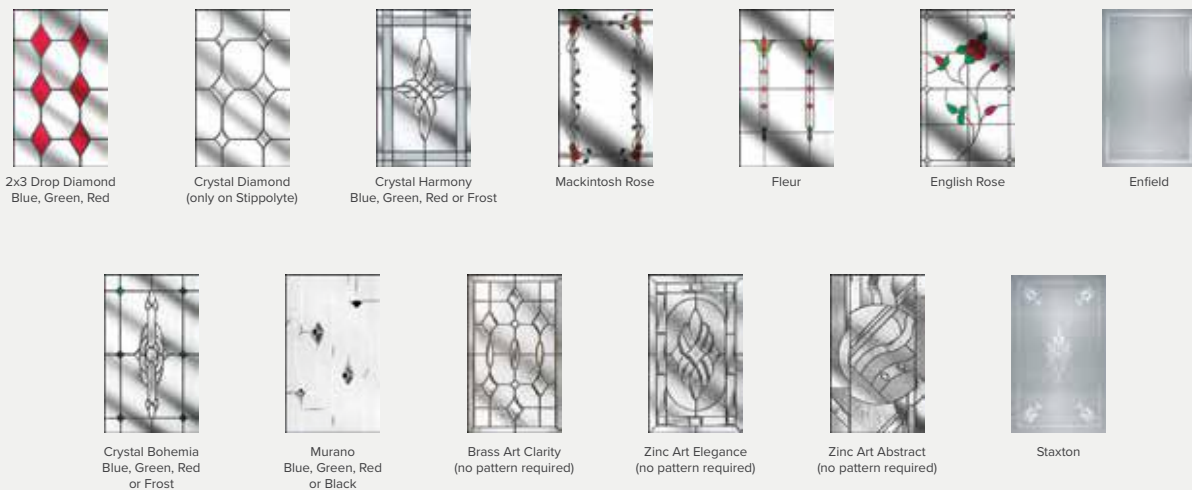 2x3 Drop Diamond
Blue, Green, Red
Crystal Diamond
(only on Stippolyte)
Crystal Harmony
Blue, Green, Red or Frost
Mackintosh Rose
Fleur
English Rose
Enfield
Crystal Bohemia
Blue, Green, Red
or Frost
Murano
Blue, Green, Red
or Black
Brass Art Clarity
(no pattern required)
Zinc Art Elegance
(no pattern required)
Zinc Art Abstract
(no pattern required)
Staxton